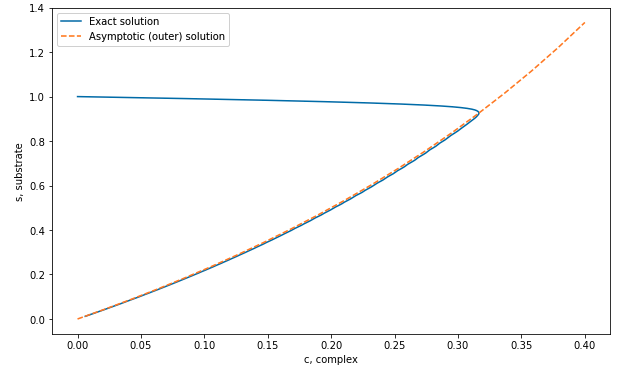 Exact solution
Asymptotic (outer) solution
1.4
1.2
1.0
0.8
0.6
0.4
0.2
0.0
s, substrate
0.00 0.05 0.10 0.15 0.20 0.25 0.30 0.35 0.40
c, complex